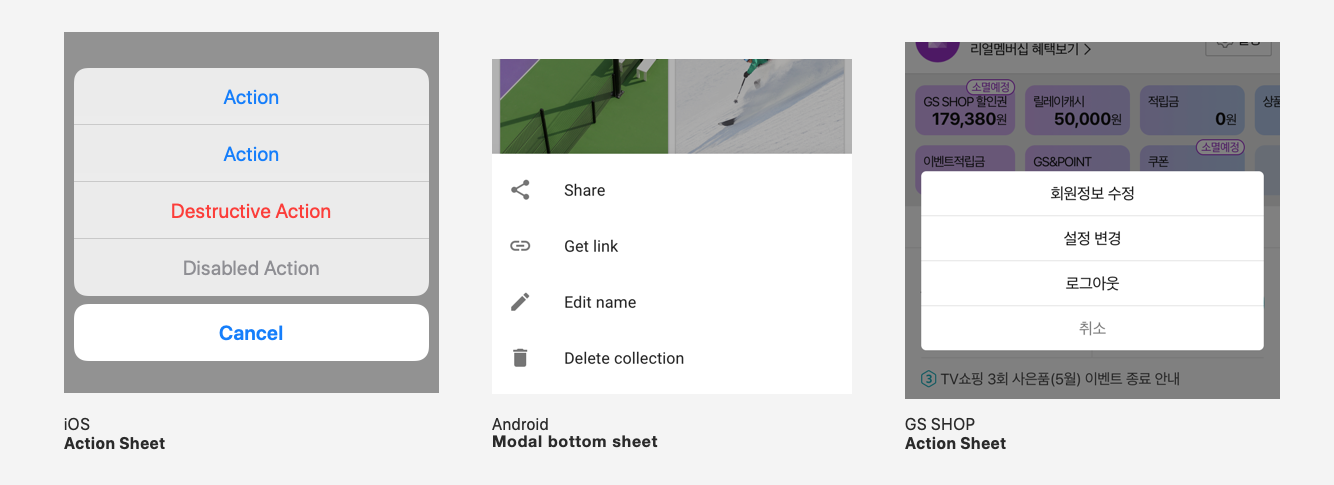 Action
Action
Destructive Action
Disabled Action
Cancel
iOS
Action Sheet
Share
Get link
Edit name
Delete collection
Android
Modal bottom sheet
리얼멤버십 혜택보기 >
소멸예정
GS SHOP 할인권
179,380원
릴레이캐시
50,000원
적립금
0원
상품
이벤트적립금
GS&POINT
소멸예정
쿠폰
회원정보 수정
설정 변경
로그아웃
취소
3 TV쇼핑 3회 사은품(5월) 이벤트 종료 안내
GS SHOP
Action Sheet